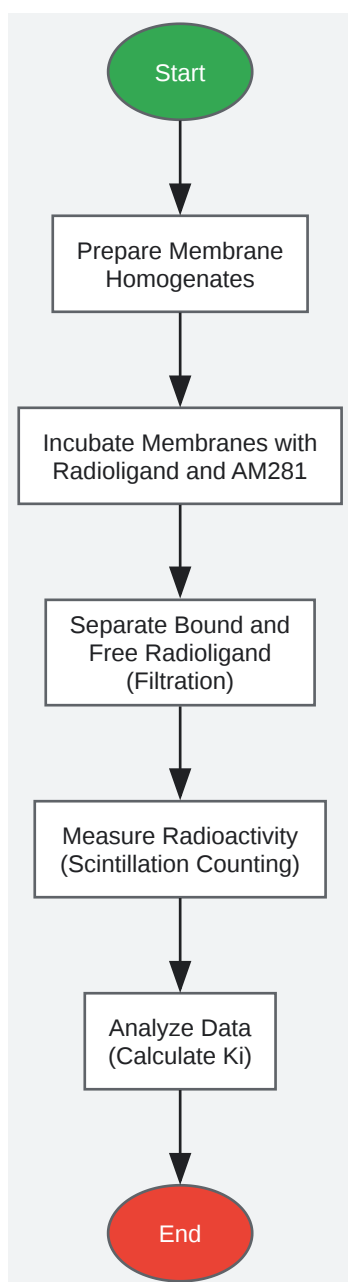 Start
Prepare Membrane
Homogenates
Incubate Membranes with
Radioligand and AM281
Separate Bound and
Free Radioligand
(Filtration)
Measure Radioactivity
(Scintillation Counting)
Analyze Data
(Calculate Ki)
End